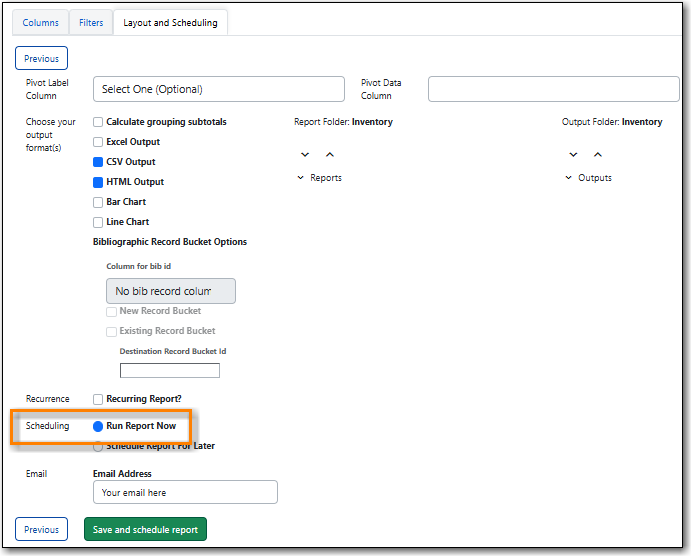 Columns Filters Layout and Scheduling
Previous
Pivot Label Column Select One (Optional) Pivot Data Column
Choose your output format(s)
Calculate grouping subtotals Report Folder: Inventory Output Folder: Inventory
Excel Output
CSV Output
HTML Output Reports Outputs
Bar Chart
Line Chart
Bibliographic Record Bucket Options
Column for bib id
No bib record colum
New Record Bucket
Existing Record Bucket
Destination Record Bucket Id
Recurrence Recurring Report?
Scheduling Run Report Now
Schedule Report For Later
Email Email Address
Your email here
Previous Save and schedule report